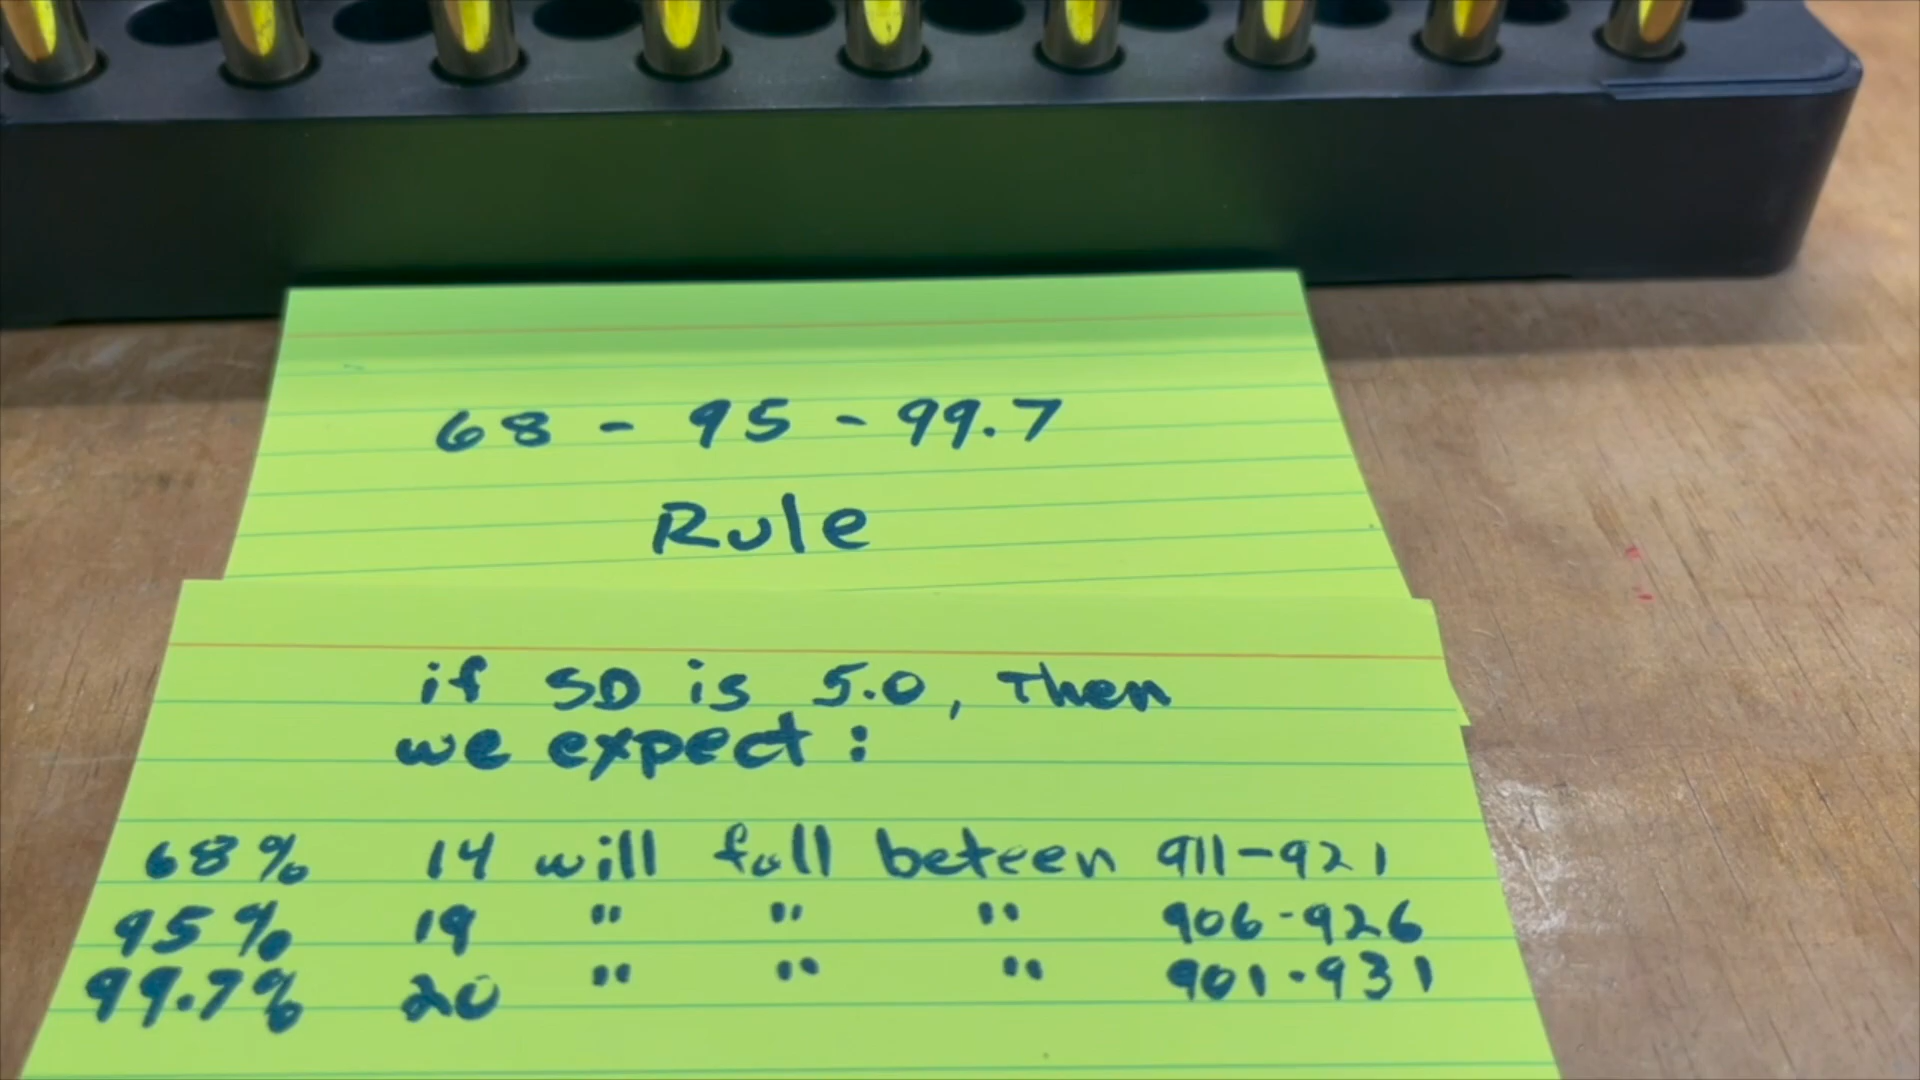 68 - 95 - 99.7
Rule
if SD is 5.0, Then
we expect:
68% 14 will fall beteen 911-921
95% 19 " " " 906-926
99.7% 20 " " " 901-931